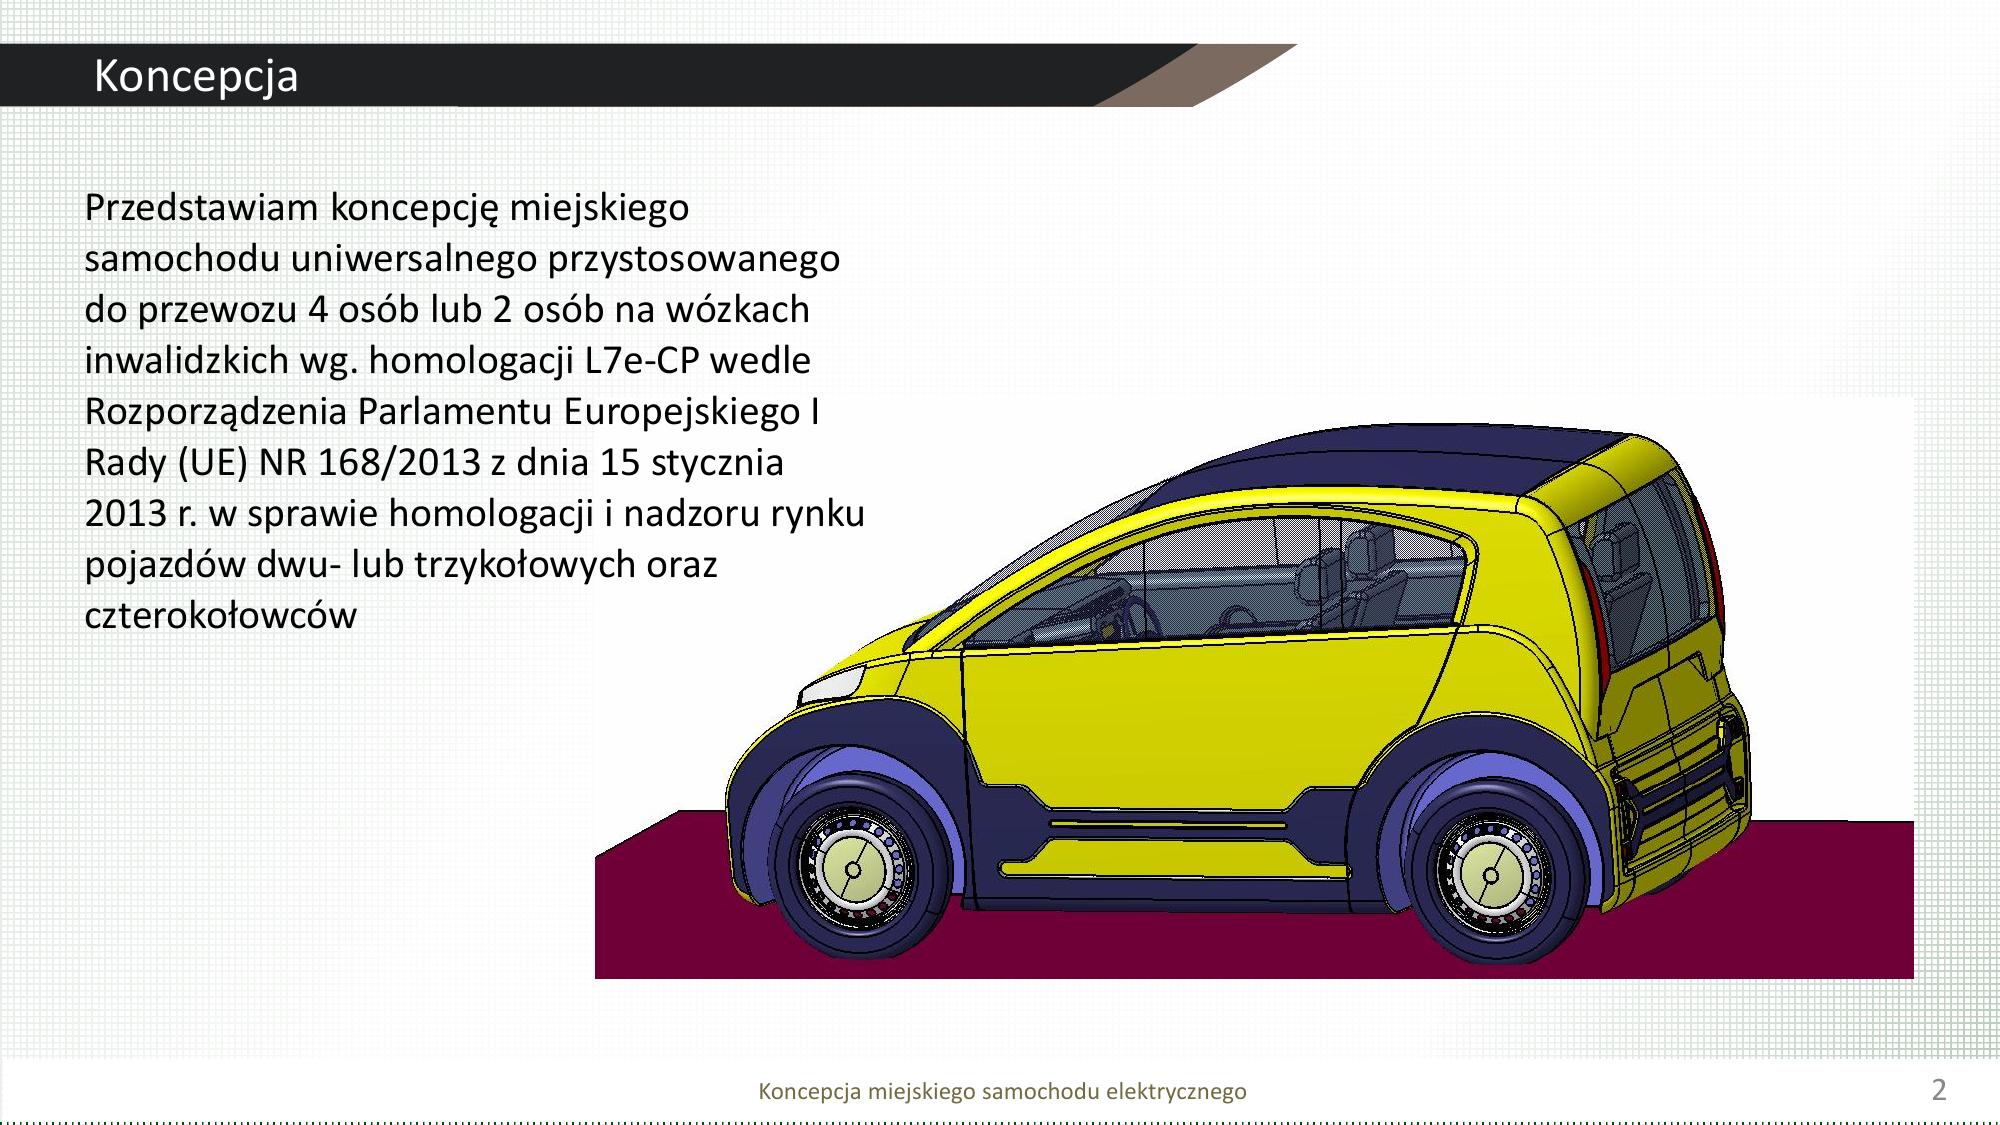 Koncepcja
Przedstawiam koncepcję miejskiego
samochodu uniwersalnego przystosowanego
do przewozu 4 osób lub 2 osób na wózkach
inwalidzkich wg. homologacji L7e-CP wedle
Rozporządzenia Parlamentu Europejskiego I
Rady (UE) NR 168/2013 z dnia 15 stycznia
2013 r. w sprawie homologacji i nadzoru rynku
pojazdów dwu- lub trzykołowych oraz
czterokołowców
Koncepcja miejskiego samochodu elektrycznego
2